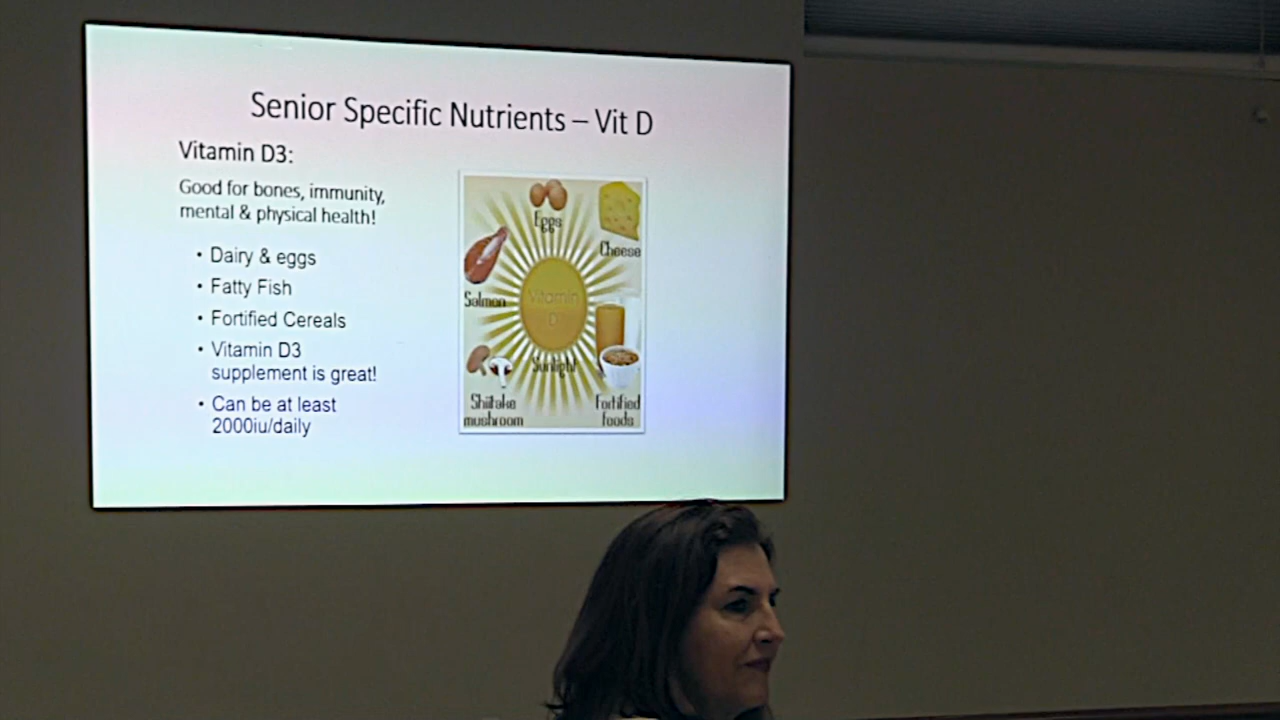 Senior Specific Nutrients – Vit D
Vitamin D3:
Good for bones, immunity,
mental & physical health!
• Dairy & eggs
• Fatty Fish
• Fortified Cereals
• Vitamin D3
supplement is great!
• Can be at least
2000iu/daily
Eggs
Cheese
Salmon
Vitamin
D
Sunlight
Shiitake
mushroom
Fortified
foods